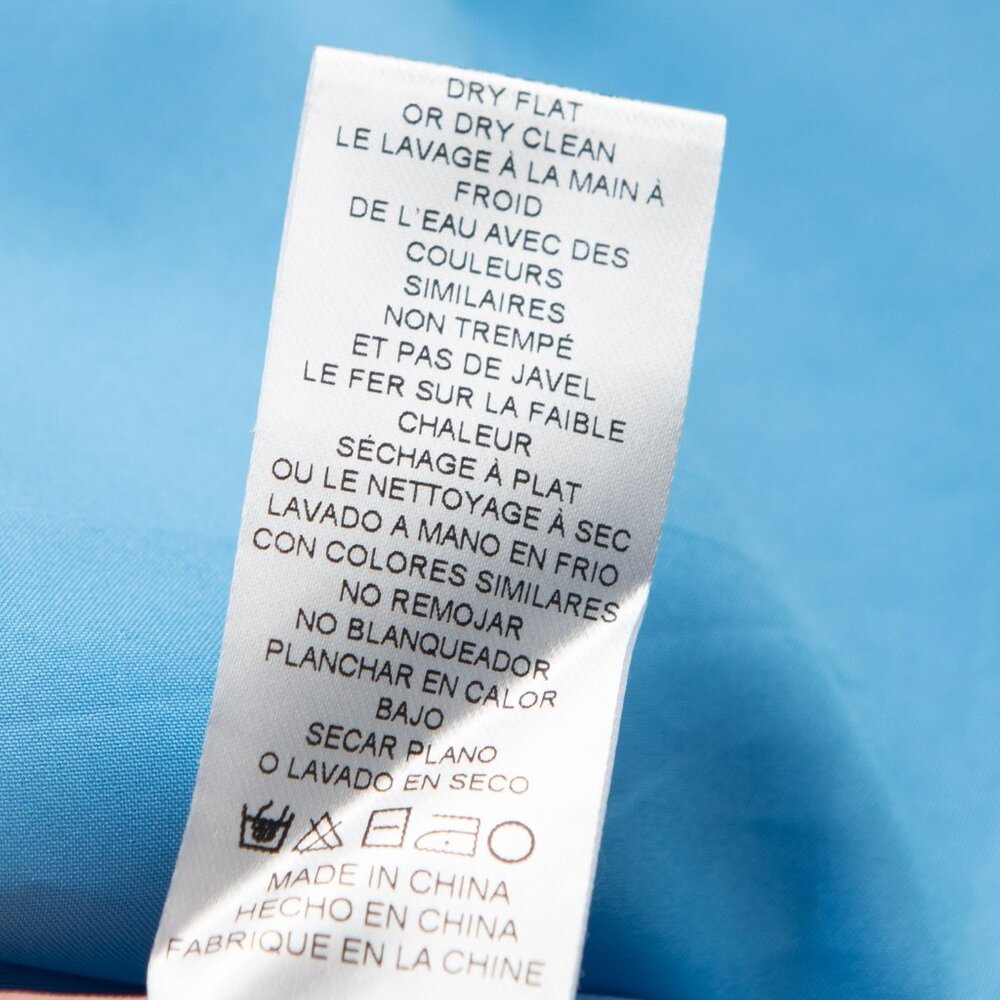 DRY FLAT
OR DRY CLEAN
LE LAVAGE À LA MAIN À
FROID
DE L'EAU AVEC DES
COULEURS
SIMILAIRES
NON TREMPÉ
ET PAS DE JAVEL
LE FER SUR LA FAIBLE
CHALEUR
SÉCHAGE À PLAT
OU LE NETTOYAGE À SEC
LAVADO A MANO EN FRIO
CON COLORES SIMILARES
NO REMOJAR
NO BLANQUEADOR
PLANCHAR EN CALOR
BAJO
SECAR PLANO
O LAVADO EN SECO
MADE IN CHINA
HECHO EN CHINA
FABRIQUE EN LA CHINE